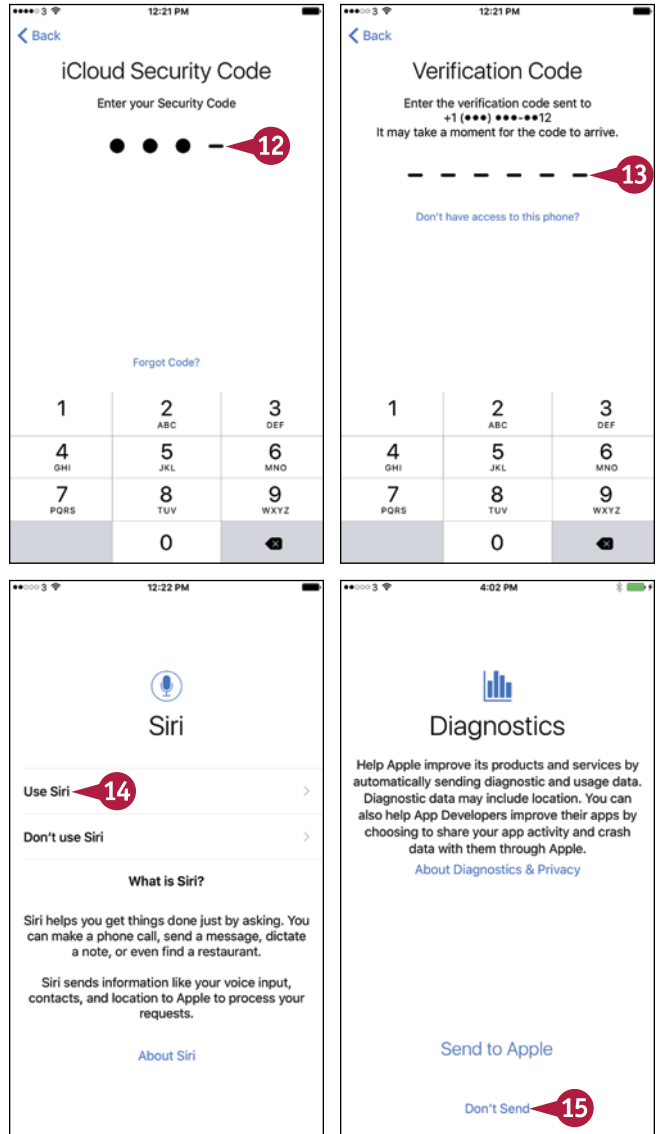 3 12:21 PM
Back
iCloud Security Code
Enter your Security Code
12
Forgot Code?
1 2 3
ABC DEF
4 5 6
GHI JKL MNO
7 8 9
PQRS TUV WXYZ
0
3 12:21 PM
Back
Verification Code
Enter the verification code sent to
+1 (•••) •••-••12
It may take a moment for the code to arrive.
13
Don't have access to this phone?
1 2 3
ABC DEF
4 5 6
GHI JKL MNO
7 8 9
PQRS TUV WXYZ
0
3 12:22 PM
Siri
Use Siri 14
Don't use Siri
What is Siri?
Siri helps you get things done just by asking. You
can make a phone call, send a message, dictate
a note, or even find a restaurant.
Siri sends information like your voice input,
contacts, and location to Apple to process your
requests.
About Siri
3 4:02 PM
Diagnostics
Help Apple improve its products and services by
automatically sending diagnostic and usage data.
Diagnostic data may include location. You can
also help App Developers improve their apps by
choosing to share your app activity and crash
data with them through Apple.
About Diagnostics & Privacy
Send to Apple
Don't Send 15